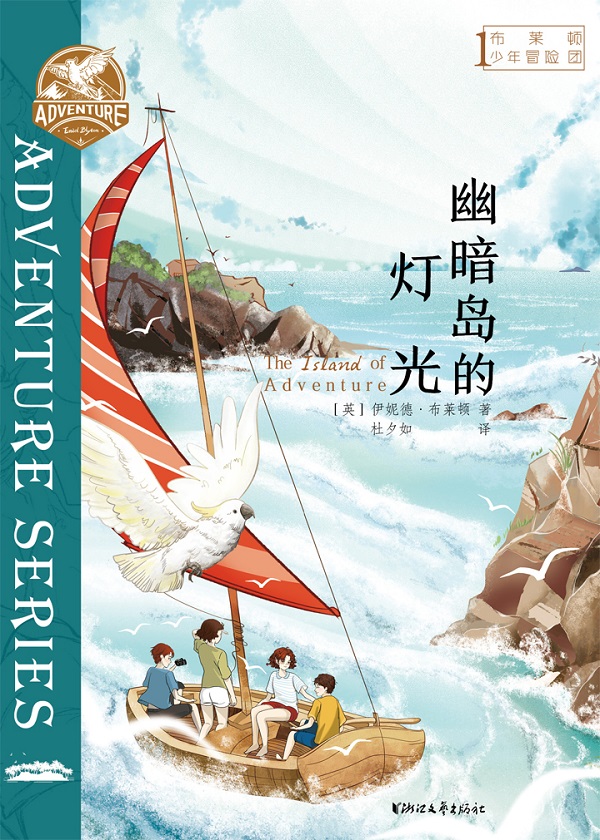 ADVENTURE
Enid Blyton
ADVENTURE SERIES
1
布莱顿
少年冒险团
幽暗岛的
灯光
The Island of
Adventure
[英] 伊妮德·布莱顿 著
杜夕如 译
浙江文艺出版社